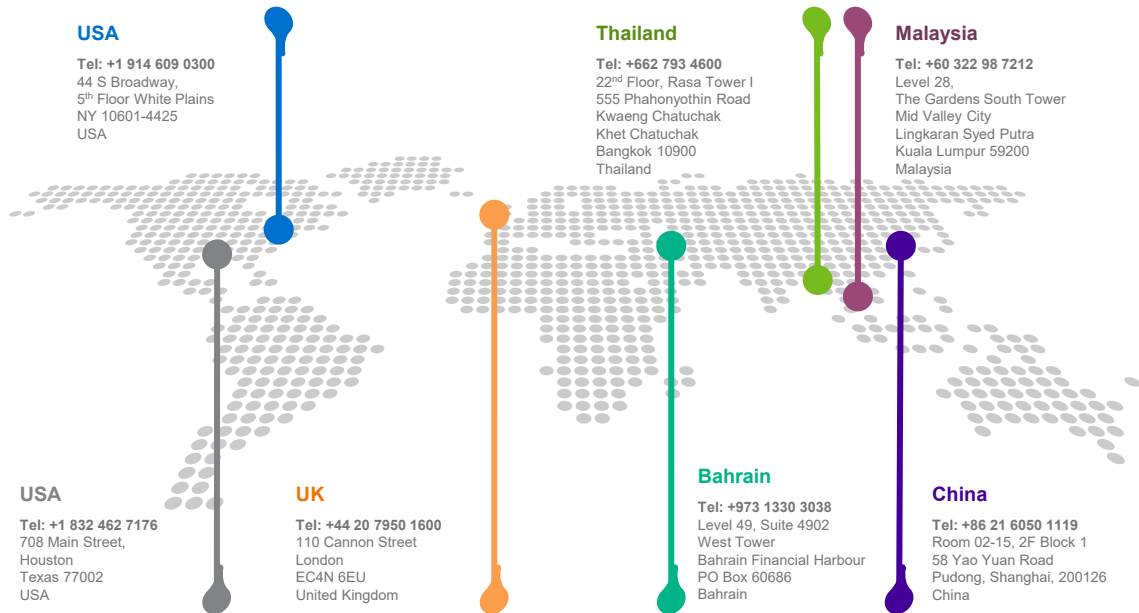 USA
Tel: +1 914 609 0300
44 S Broadway,
5th Floor White Plains
NY 10601-4425
USA
Thailand
Tel: +662 793 4600
22nd Floor, Rasa Tower I
555 Phahonyothin Road
Kwaeng Chatuchak
Khet Chatuchak
Bangkok 10900
Thailand
Malaysia
Tel: +60 322 98 7212
Level 28,
The Gardens South Tower
Mid Valley City
Lingkaran Syed Putra
Kuala Lumpur 59200
Malaysia
USA
Tel: +1 832 462 7176
708 Main Street,
Houston
Texas 77002
USA
UK
Tel: +44 20 7950 1600
110 Cannon Street
London
EC4N 6EU
United Kingdom
Bahrain
Tel: +973 1330 3038
Level 49, Suite 4902
West Tower
Bahrain Financial Harbour
PO Box 60686
Bahrain
China
Tel: +86 21 6050 1119
Room 02-15, 2F Block 1
58 Yao Yuan Road
Pudong, Shanghai, 200126
China